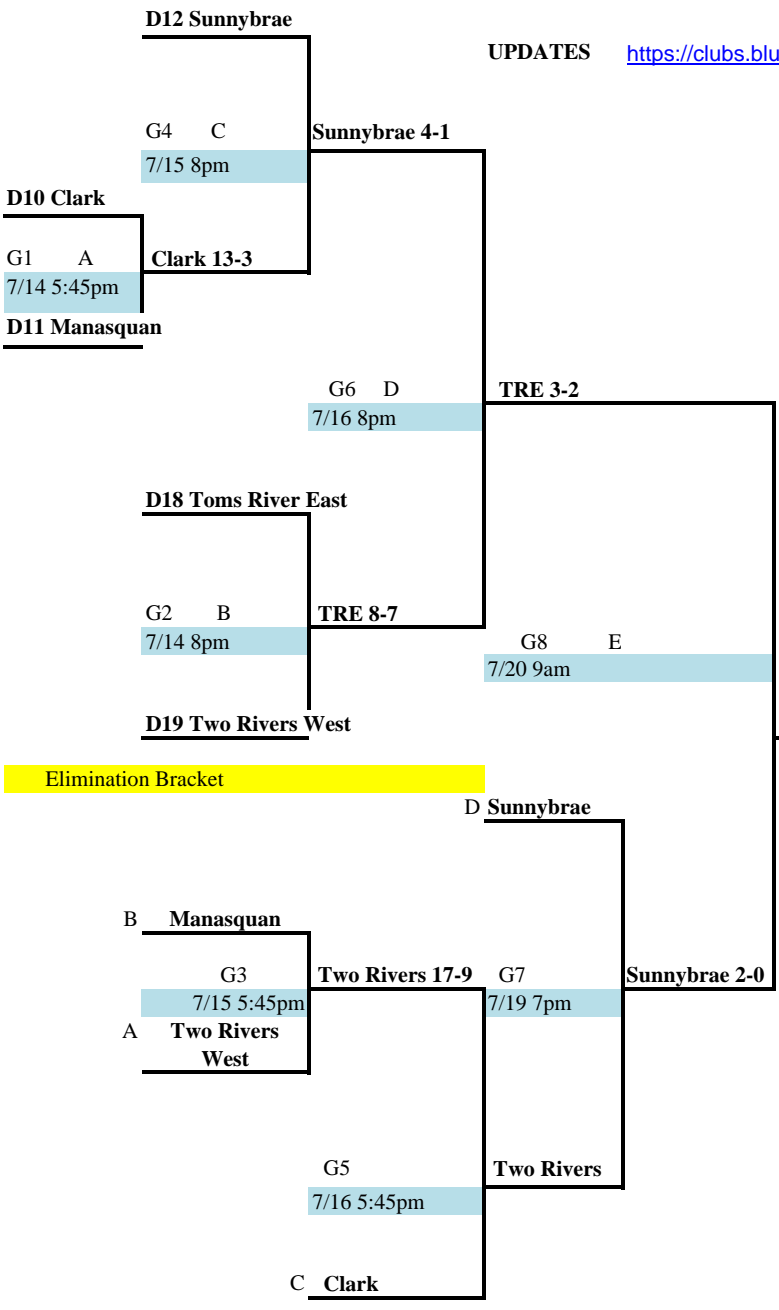 D12 Sunnybrae
UPDATES https://clubs.blu
G4 C Sunnybrae 4-1
7/15 8pm
D10 Clark
G1 A Clark 13-3
7/14 5:45pm
D11 Manasquan
G6 D TRE 3-2
7/16 8pm
D18 Toms River East
G2 B TRE 8-7
7/14 8pm
G8 E
7/20 9am
D19 Two Rivers West
Elimination Bracket
D Sunnybrae
B Manasquan
G3 Two Rivers 17-9 G7 Sunnybrae 2-0
7/15 5:45pm 7/19 7pm
A Two Rivers
West
G5 Two Rivers
7/16 5:45pm
C Clark